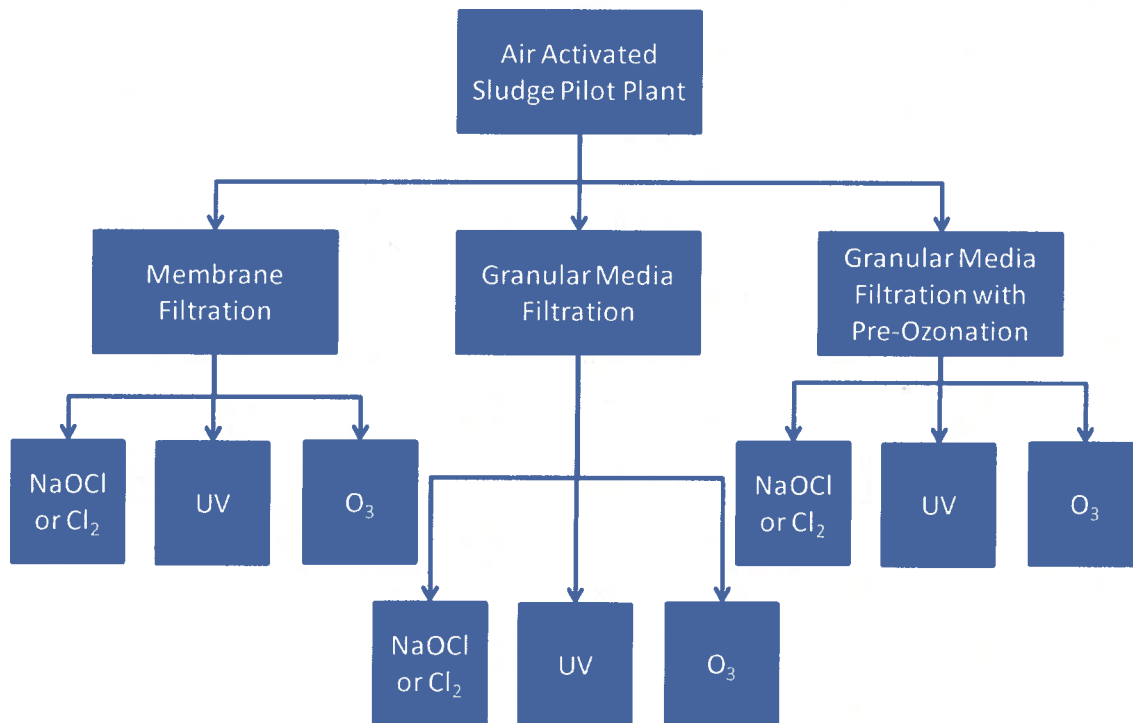 Air Activated
Sludge Pilot Plant
Membrane
Filtration
Granular Media
Filtration
Granular Media
Filtration with
Pre-Ozonation
NaOCl
or Cl₂
UV
O₃
NaOCl
or Cl₂
UV
O₃
NaOCl
or Cl₂
UV
O₃